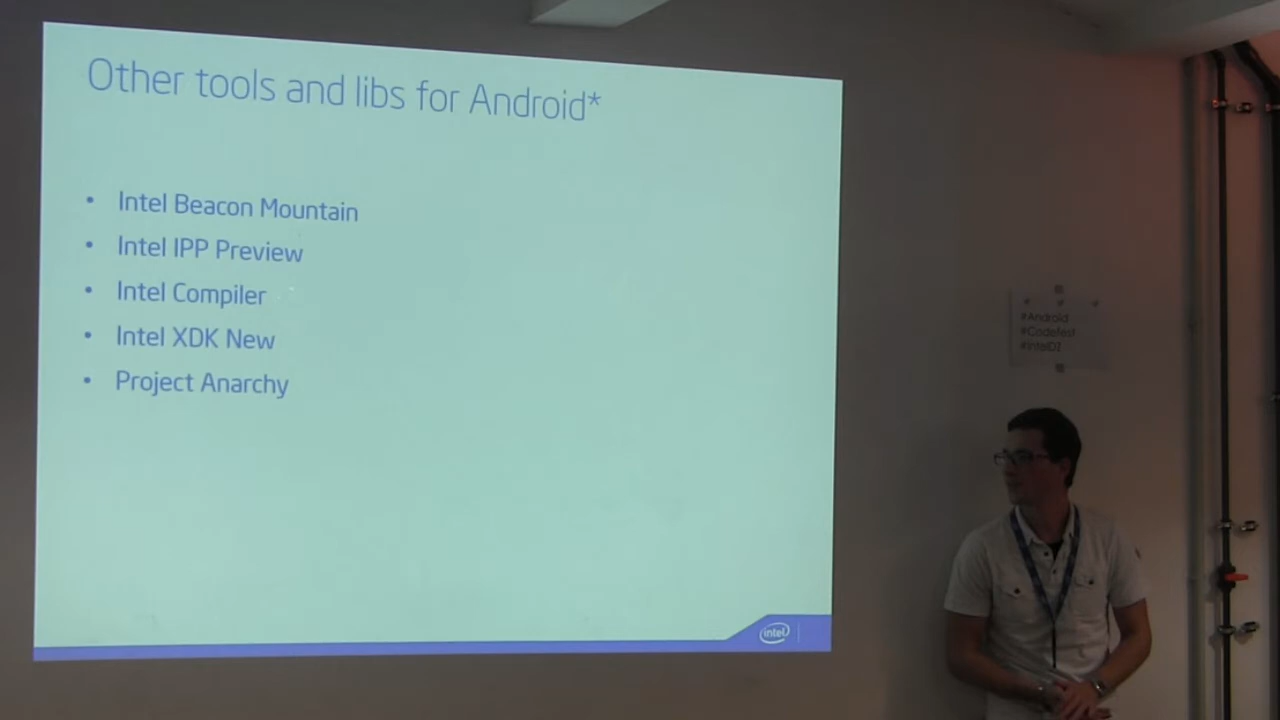 Other tools and libs for Android*
• Intel Beacon Mountain
• Intel IPP Preview
• Intel Compiler
• Intel XDK New
• Project Anarchy
intel
#Android
#Codefest
#IntelDZ